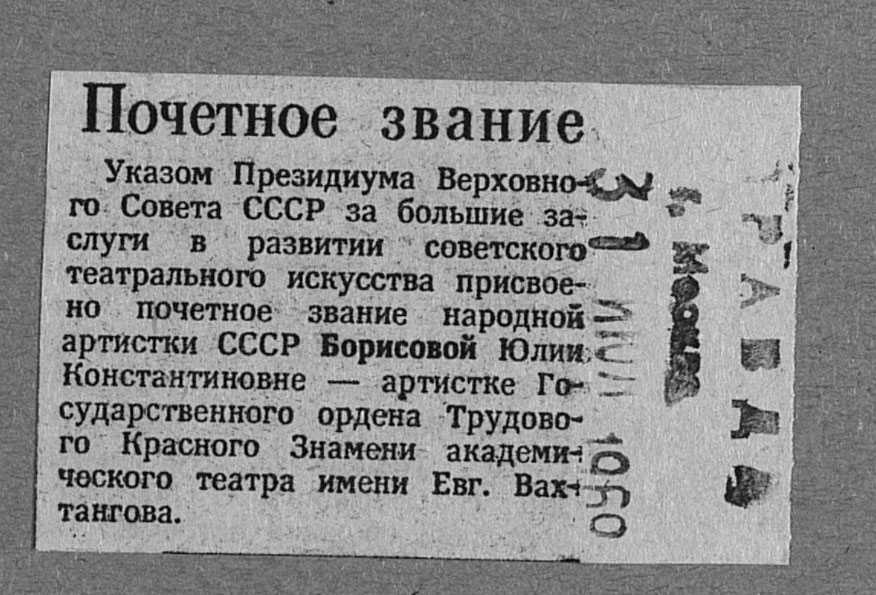 Почетное звание
Указом Президиума Верховно-
го Совета СССР за большие за-
слуги в развитии советского
театрального искусства присвое-
но почетное звание народной
артистки СССР Борисовой Юлии
Константиновне — артистке Го-
сударственного ордена Трудово-
го Красного Знамени академи-
ческого театра имени Евг. Вах-
тангова.
31 ИЮЛ
г. Москва
ПРАВДА